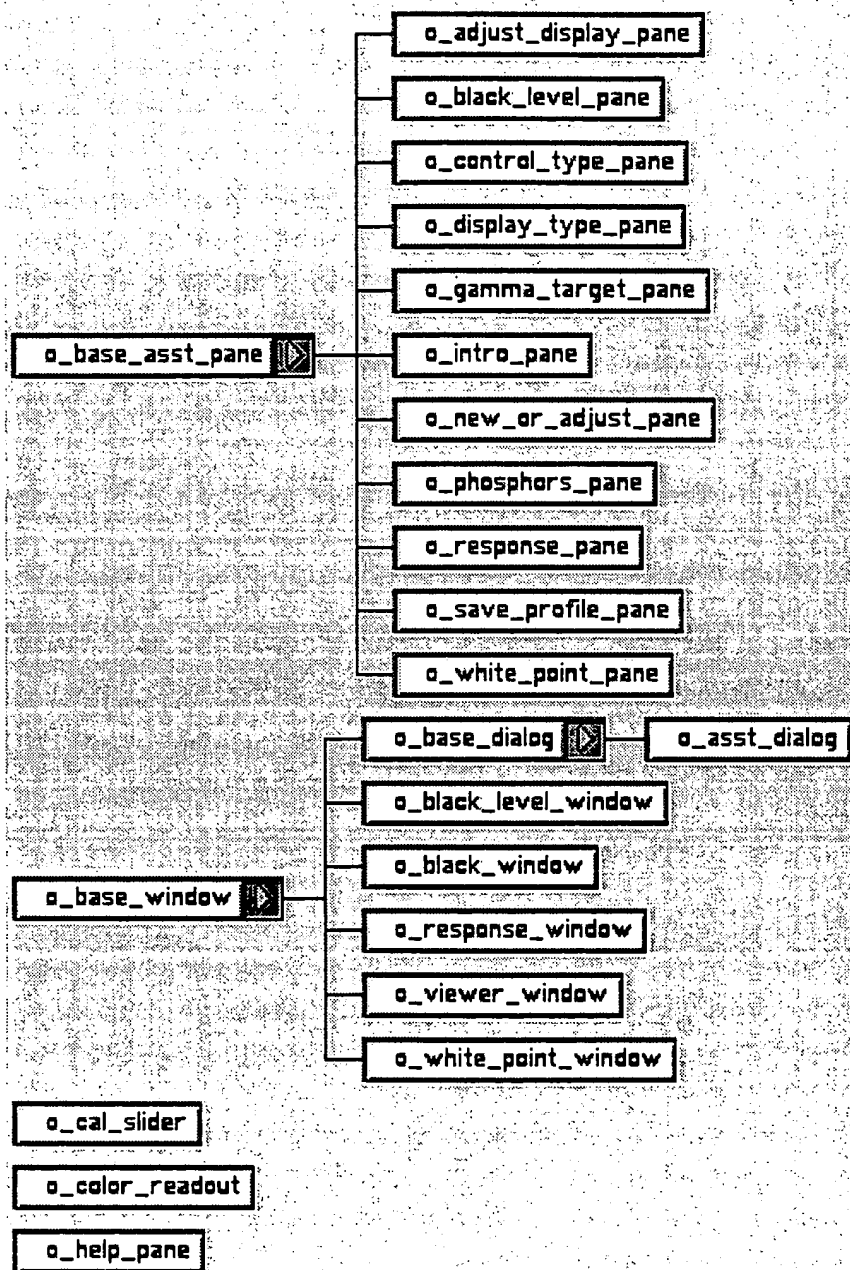 o_adjust_display_pane
o_black_level_pane
o_control_type_pane
o_display_type_pane
o_gamma_target_pane
o_base_asst_pane
o_intro_pane
o_new_or_adjust_pane
o_phosphors_pane
o_response_pane
o_save_profile_pane
o_white_point_pane
o_base_dialog
o_asst_dialog
o_black_level_window
o_black_window
o_base_window
o_response_window
o_viewer_window
o_white_point_window
o_cal_slider
o_color_readout
o_help_pane